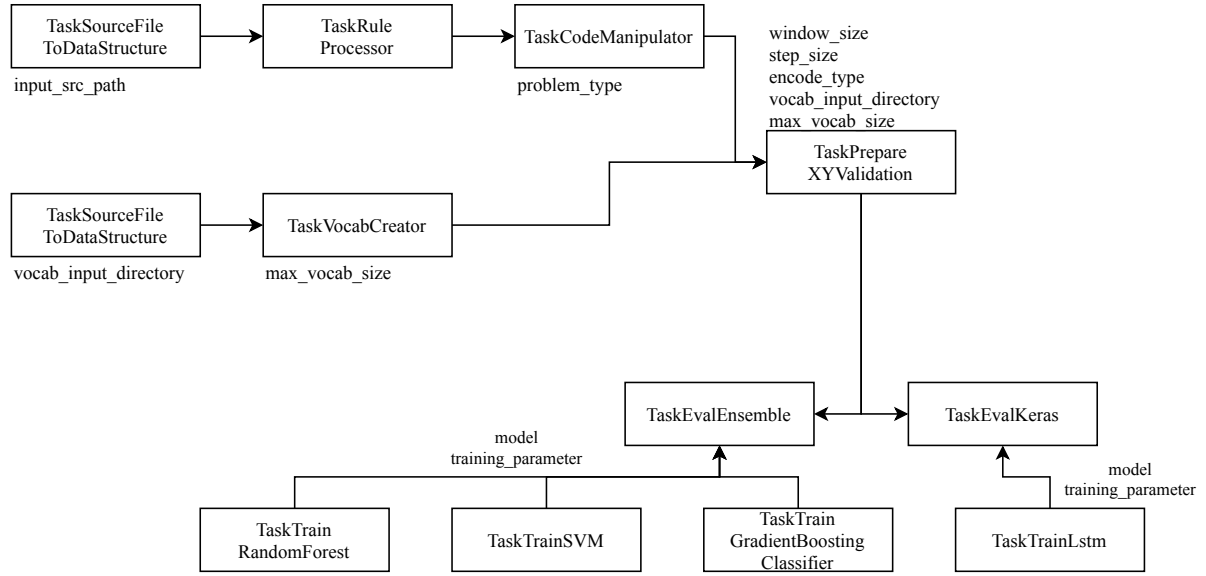 TaskSourceFile
ToDataStructure
input_src_path
TaskRule
Processor
TaskCodeManipulator
problem_type
window_size
step_size
encode_type
vocab_input_directory
max_vocab_size
TaskPrepare
XYValidation
TaskSourceFile
ToDataStructure
vocab_input_directory
TaskVocabCreator
max_vocab_size
TaskEvalEnsemble
TaskEvalKeras
model
training_parameter
model
training_parameter
TaskTrain
RandomForest
TaskTrainSVM
TaskTrain
GradientBoosting
Classifier
TaskTrainLstm